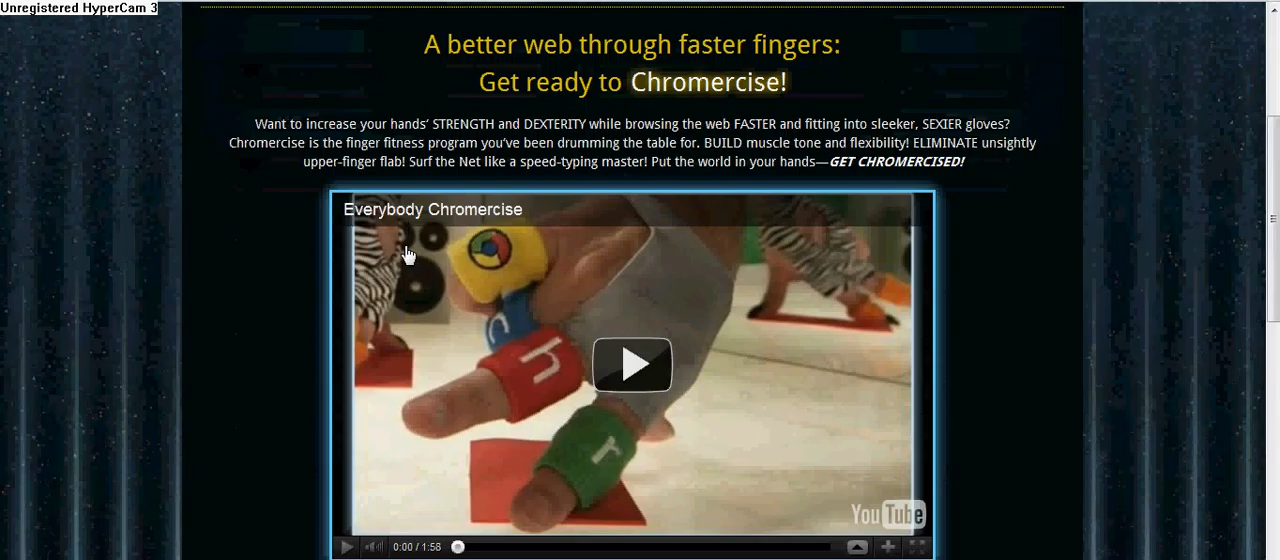 Unregistered HyperCam 3
A better web through faster fingers:
Get ready to Chromercise!
Want to increase your hands' STRENGTH and DEXTERITY while browsing the web FASTER and fitting into sleeker, SEXIER gloves?
Chromercise is the finger fitness program you've been drumming the table for. BUILD muscle tone and flexibility! ELIMINATE unsightly
upper-finger flab! Surf the Net like a speed-typing master! Put the world in your hands—GET CHROMERCISED!
Everybody Chromercise
h
r
YouTube
0:00 / 1:58